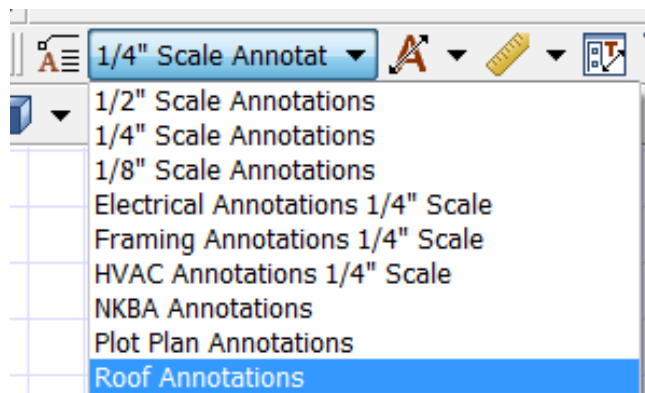 1/4" Scale Annotat
1/2" Scale Annotations
1/4" Scale Annotations
1/8" Scale Annotations
Electrical Annotations 1/4" Scale
Framing Annotations 1/4" Scale
HVAC Annotations 1/4" Scale
NKBA Annotations
Plot Plan Annotations
Roof Annotations